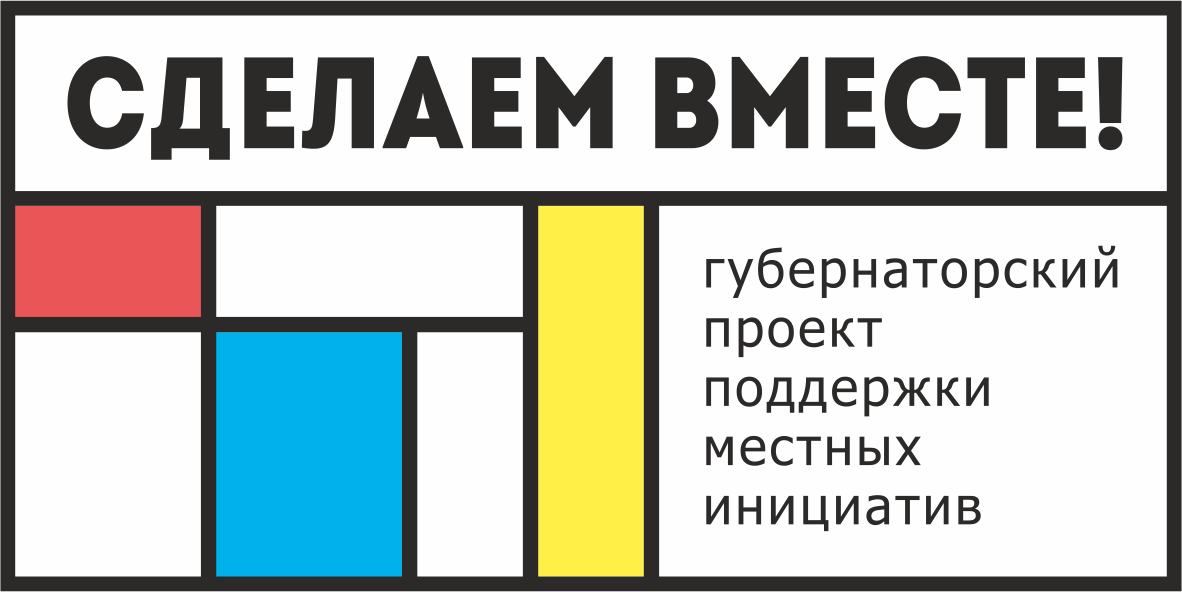 СДЕЛАЕМ ВМЕСТЕ!
губернаторский
проект
поддержки
местных
инициатив